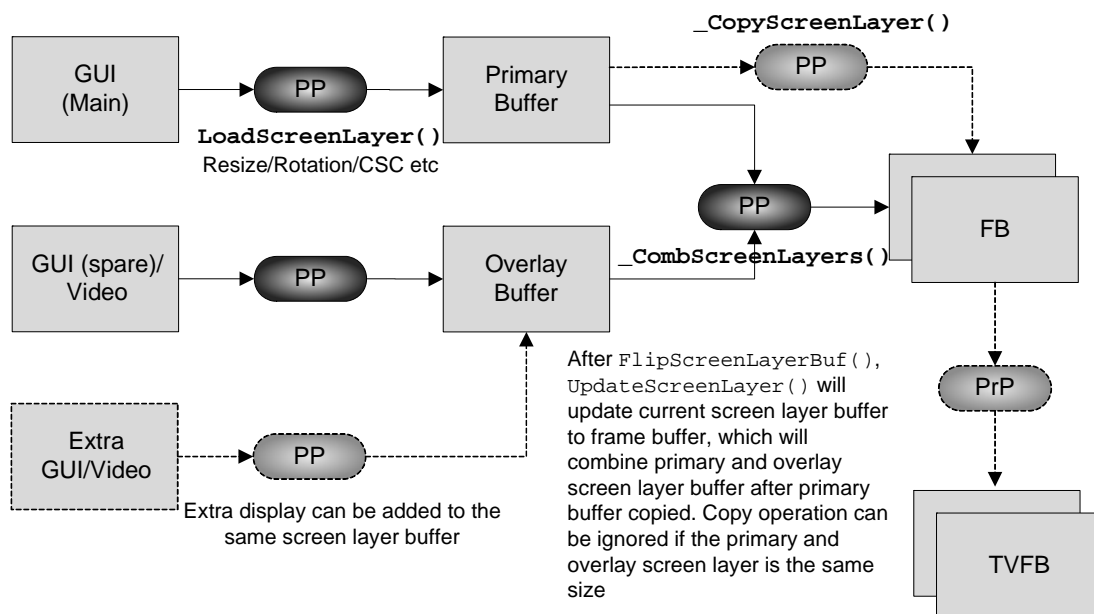 _CopyScreenLayer()
GUI
(Main)
PP
Primary
Buffer
PP
LoadScreenLayer()
Resize/Rotation/CSC etc
PP
FB
_CombScreenLayers()
GUI (spare)/
Video
PP
Overlay
Buffer
After FlipScreenLayerBuf(),
UpdateScreenLayer() will
update current screen layer buffer
to frame buffer, which will
combine primary and overlay
screen layer buffer after primary
buffer copied. Copy operation can
be ignored if the primary and
overlay screen layer is the same
size
PrP
Extra
GUI/Video
PP
Extra display can be added to the
same screen layer buffer
TVFB